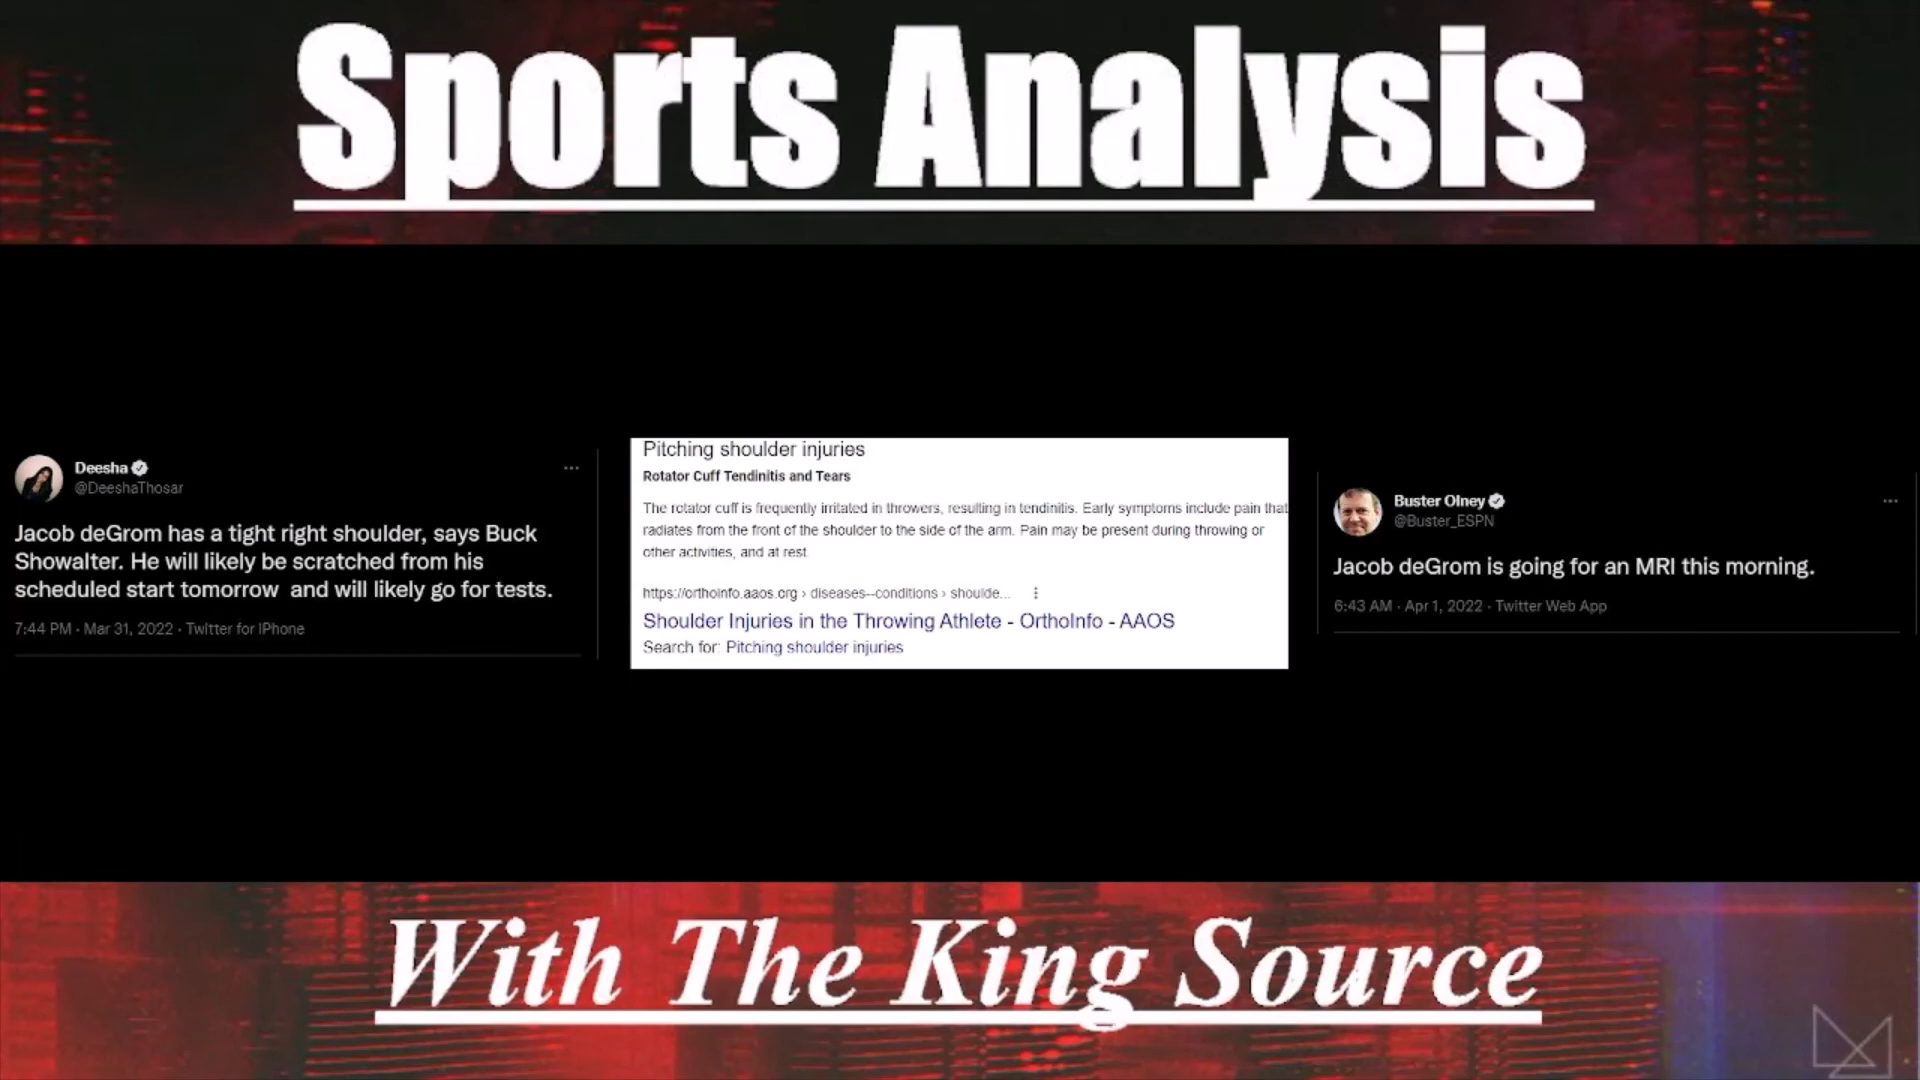 Sports Analysis
Deesha
@DeeshaThosar
Jacob deGrom has a tight right shoulder, says Buck
Showalter. He will likely be scratched from his
scheduled start tomorrow and will likely go for tests.
7:44 PM · Mar 31, 2022 · Twitter for iPhone
Pitching shoulder injuries
Rotator Cuff Tendinitis and Tears
The rotator cuff is frequently irritated in throwers, resulting in tendinitis. Early symptoms include pain that
radiates from the front of the shoulder to the side of the arm. Pain may be present during throwing or
other activities, and at rest.
https://orthoinfo.aaos.org › diseases--conditions › shoulde...
Shoulder Injuries in the Throwing Athlete - OrthoInfo - AAOS
Search for: Pitching shoulder injuries
Buster Olney
@Buster_ESPN
Jacob deGrom is going for an MRI this morning.
6:43 AM · Apr 1, 2022 · Twitter Web App
With The King Source